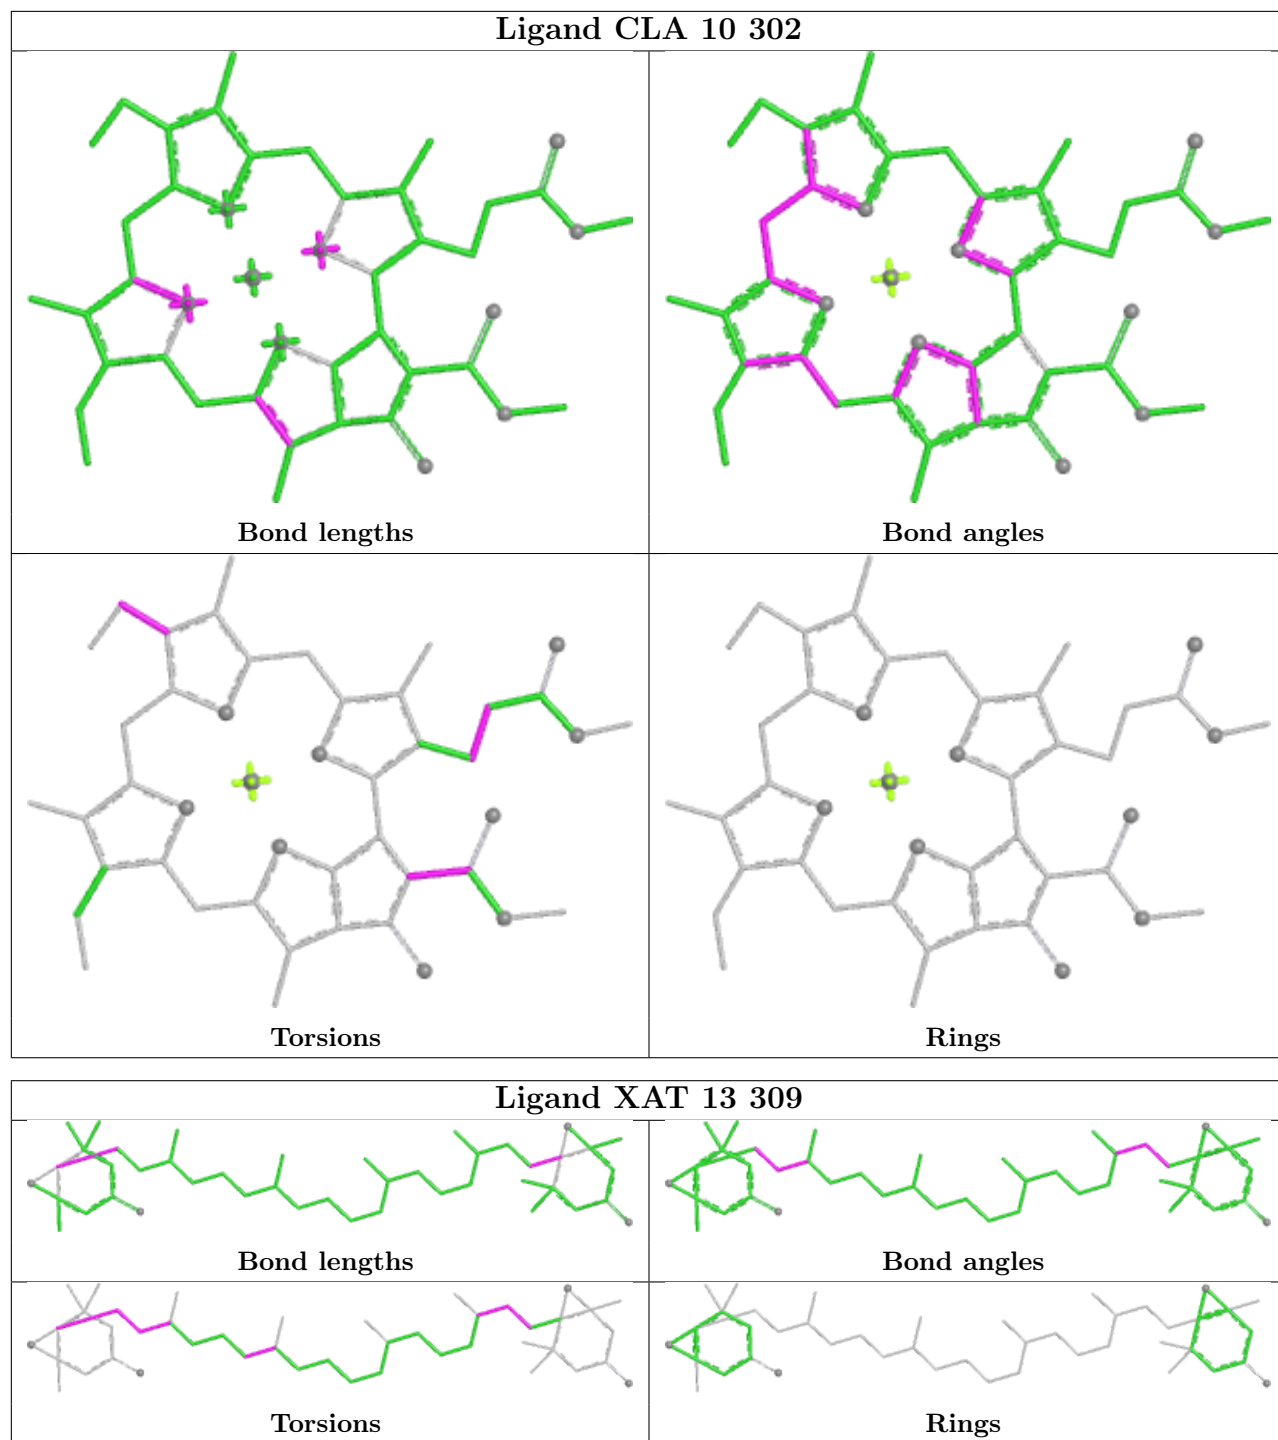 Ligand CLA 10 302
Bond lengths
Bond angles
Torsions
Rings
Ligand XAT 13 309
Bond lengths
Bond angles
Torsions
Rings